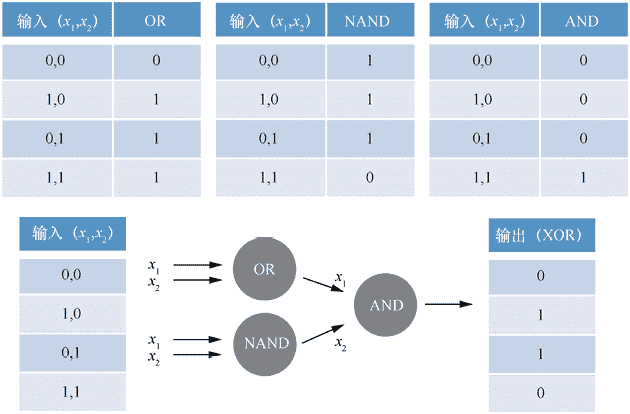 输入（x₁,x₂） OR
0,0 0
1,0 1
0,1 1
1,1 1
输入（x₁,x₂） NAND
0,0 1
1,0 1
0,1 1
1,1 0
输入（x₁,x₂） AND
0,0 0
1,0 0
0,1 0
1,1 1
输入（x₁,x₂）
0,0
1,0
0,1
1,1
x₁
x₂
OR
x₁
x₂
NAND
x₁
x₂
AND
输出（XOR）
0
1
1
0